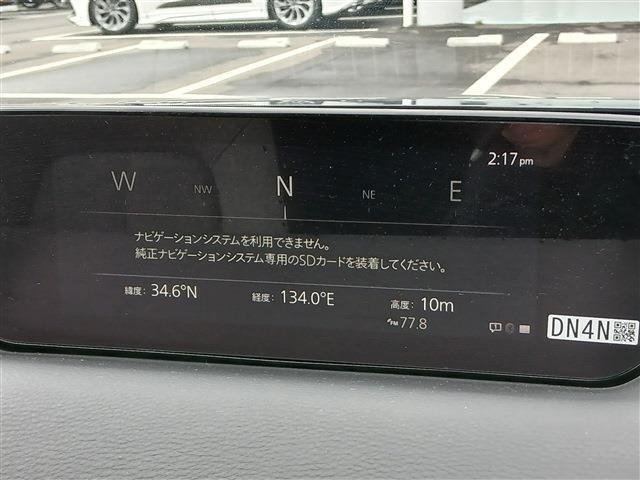 2:17pm
W NW N NE E
ナビゲーションシステムを利用できません。
純正ナビゲーションシステム専用のSDカードを装着してください。
緯度: 34.6°N 経度: 134.0°E 高度: 10m
FM 77.8
DN4N